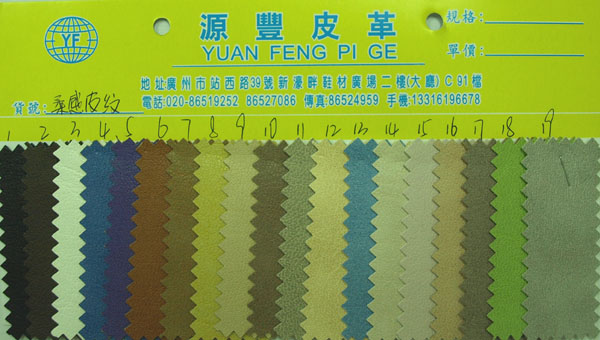 YF
源豐皮革
YUAN FENG PI GE
規格:
單價:
地址廣州市站西路39號新濠畔鞋材廣場二樓(大廳)C91檔
電話:020-86519252 86527086 傳真:86524959 手機:13316196678
貨號:柔感皮紋
1 2 3 4 5 6 7 8 9 10 11 12 13 14 15 16 17 18 19